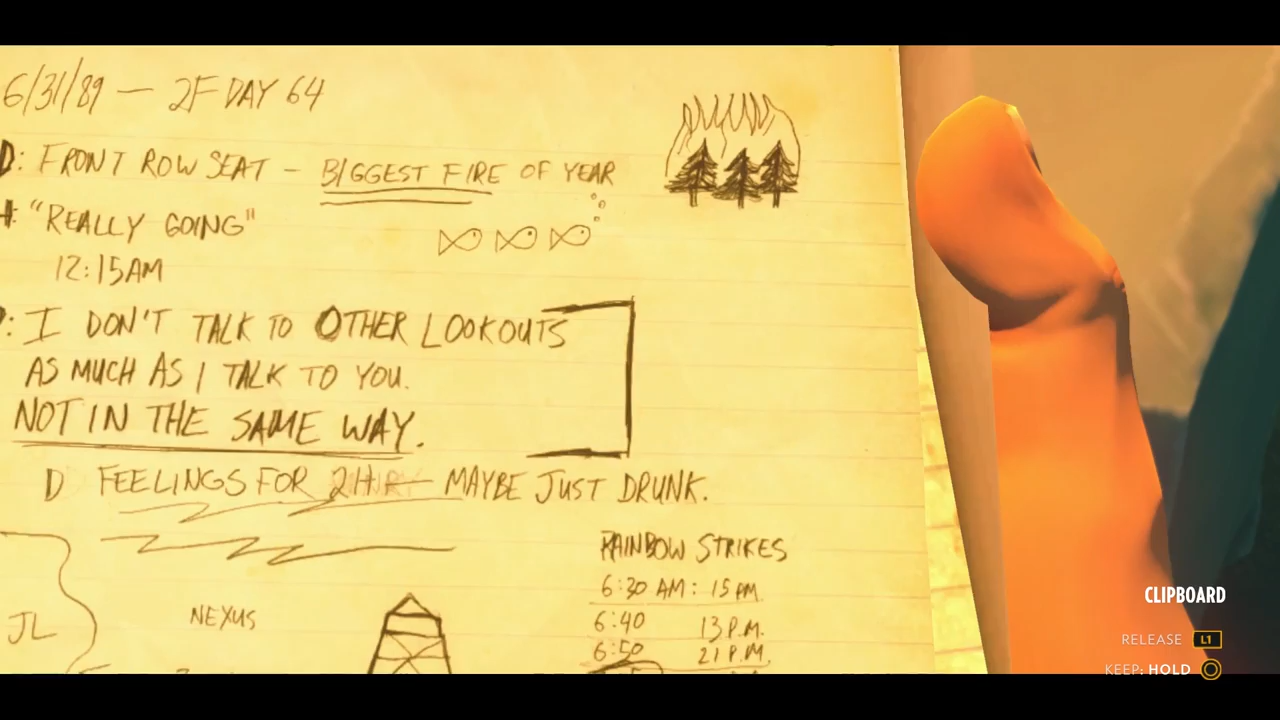 6/31/89 — 2F DAY 64
D: FRONT ROW SEAT – BIGGEST FIRE OF YEAR
H: "REALLY GOING"
12:15AM
D: I DON'T TALK TO OTHER LOOKOUTS
AS MUCH AS I TALK TO YOU.
NOT IN THE SAME WAY.
D FEELINGS FOR — MAYBE JUST DRUNK.
RAINBOW STRIKES
6:30 AM: 15 PM.
6:40 13 P.M.
6:50 21 P.M.
JL
NEXUS
CLIPBOARD
RELEASE L1
KEEP: HOLD